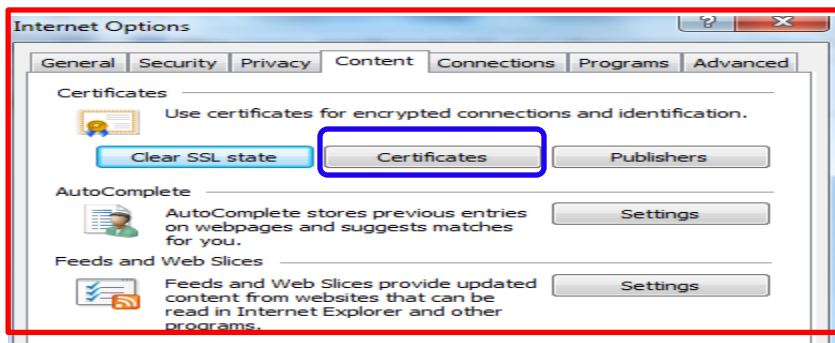 Internet Options
General Security Privacy Content Connections Programs Advanced
Certificates
Use certificates for encrypted connections and identification.
Clear SSL state Certificates Publishers
AutoComplete
AutoComplete stores previous entries
on webpages and suggests matches
for you.
Settings
Feeds and Web Slices
Feeds and Web Slices provide updated
content from websites that can be
read in Internet Explorer and other
programs.
Settings